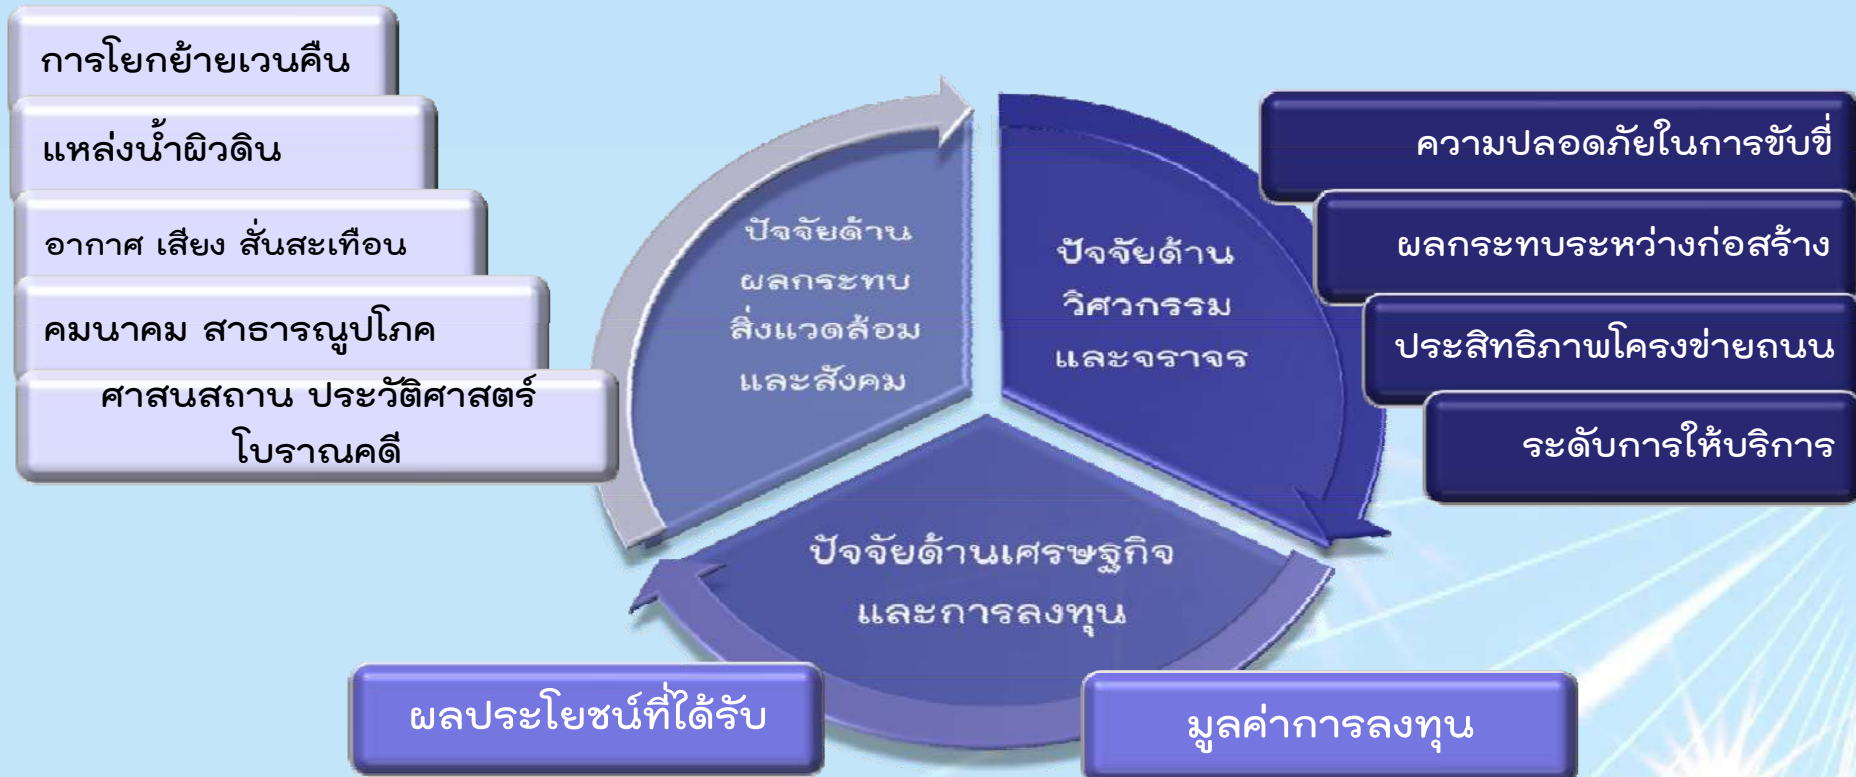 การโยกย้ายเวนคืน
แหล่งน้ำผิวดิน
อากาศ เสียง สั่นสะเทือน
คมนาคม สาธารณูปโภค
ศาสนสถาน ประวัติศาสตร์
โบราณคดี
ปัจจัยด้าน
ผลกระทบ
สิ่งแวดล้อม
และสังคม
ปัจจัยด้าน
วิศวกรรม
และจราจร
ความปลอดภัยในการขับขี่
ผลกระทบระหว่างก่อสร้าง
ประสิทธิภาพโครงข่ายถนน
ระดับการให้บริการ
ปัจจัยด้านเศรษฐกิจ
และการลงทุน
ผลประโยชน์ที่ได้รับ
มูลค่าการลงทุน